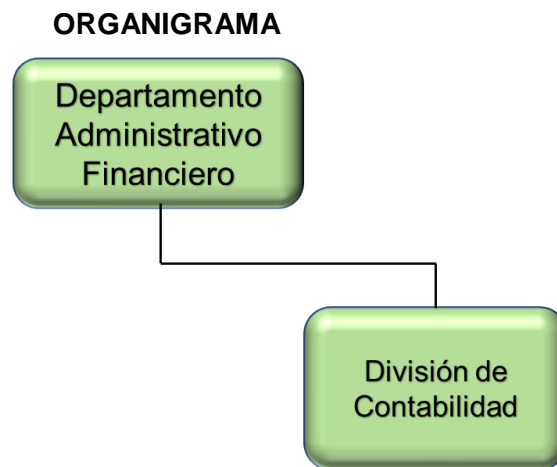 ORGANIGRAMA
Departamento
Administrativo
Financiero
División de
Contabilidad